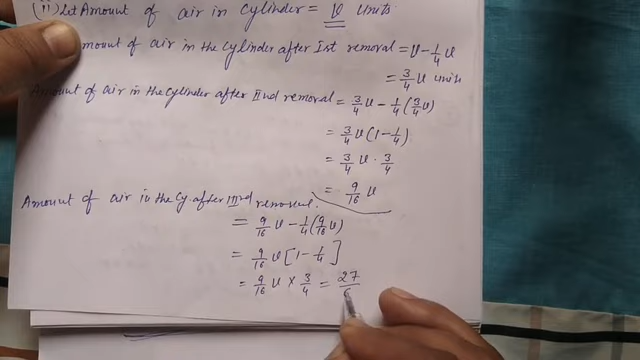 (ii) Let Amount of air in cylinder = v units
mount of air in the cylinder after Ist removal = v - 1/4 v
= 3/4 v units
Amount of air in the cylinder after IInd removal = 3/4 v - 1/4 (3/4 v)
= 3/4 v (1 - 1/4)
= 3/4 v . 3/4
= 9/16 v
Amount of air in the cy. after IIIrd removal.
= 9/16 v - 1/4 (9/16 v)
= 9/16 v [1 - 1/4]
= 9/16 v × 3/4 = 27/6